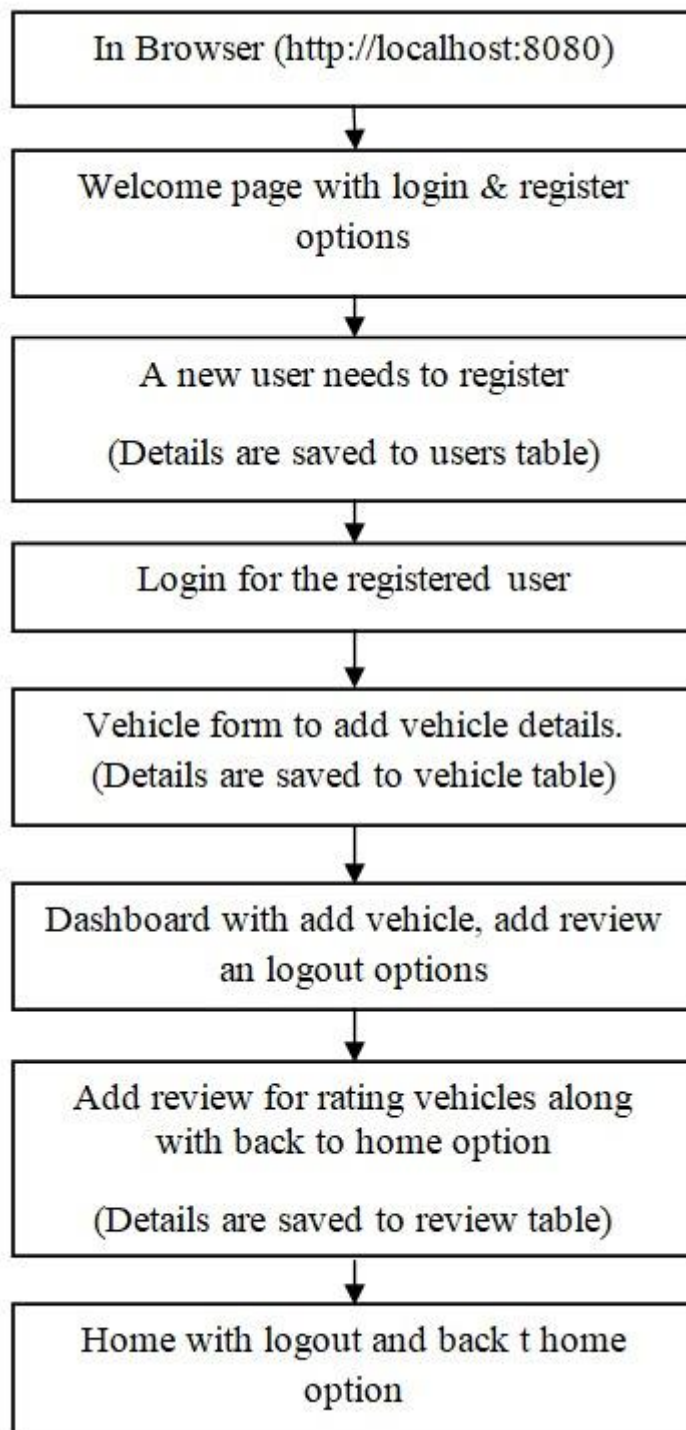 In Browser (http://localhost:8080)
Welcome page with login & register
options
A new user needs to register
(Details are saved to users table)
Login for the registered user
Vehicle form to add vehicle details.
(Details are saved to vehicle table)
Dashboard with add vehicle, add review
an logout options
Add review for rating vehicles along
with back to home option
(Details are saved to review table)
Home with logout and back t home
option